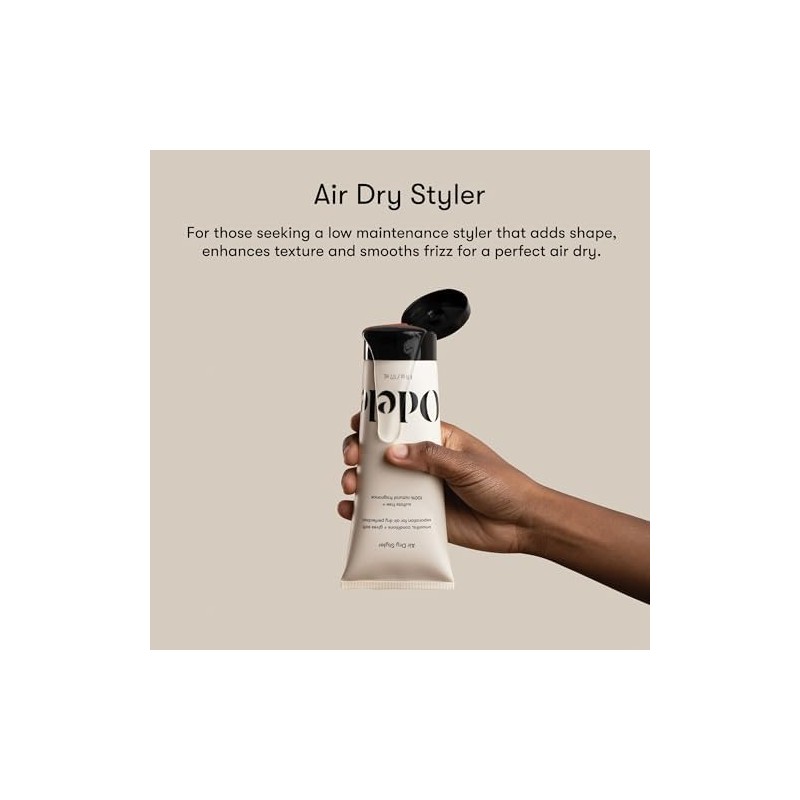 Air Dry Styler
For those seeking a low maintenance styler that adds shape,
enhances texture and smooths frizz for a perfect air dry.
Odele
Air Dry Styler
smooths, conditions + gives soft
separation for air dry perfection
sulfate free +
100% natural fragrance